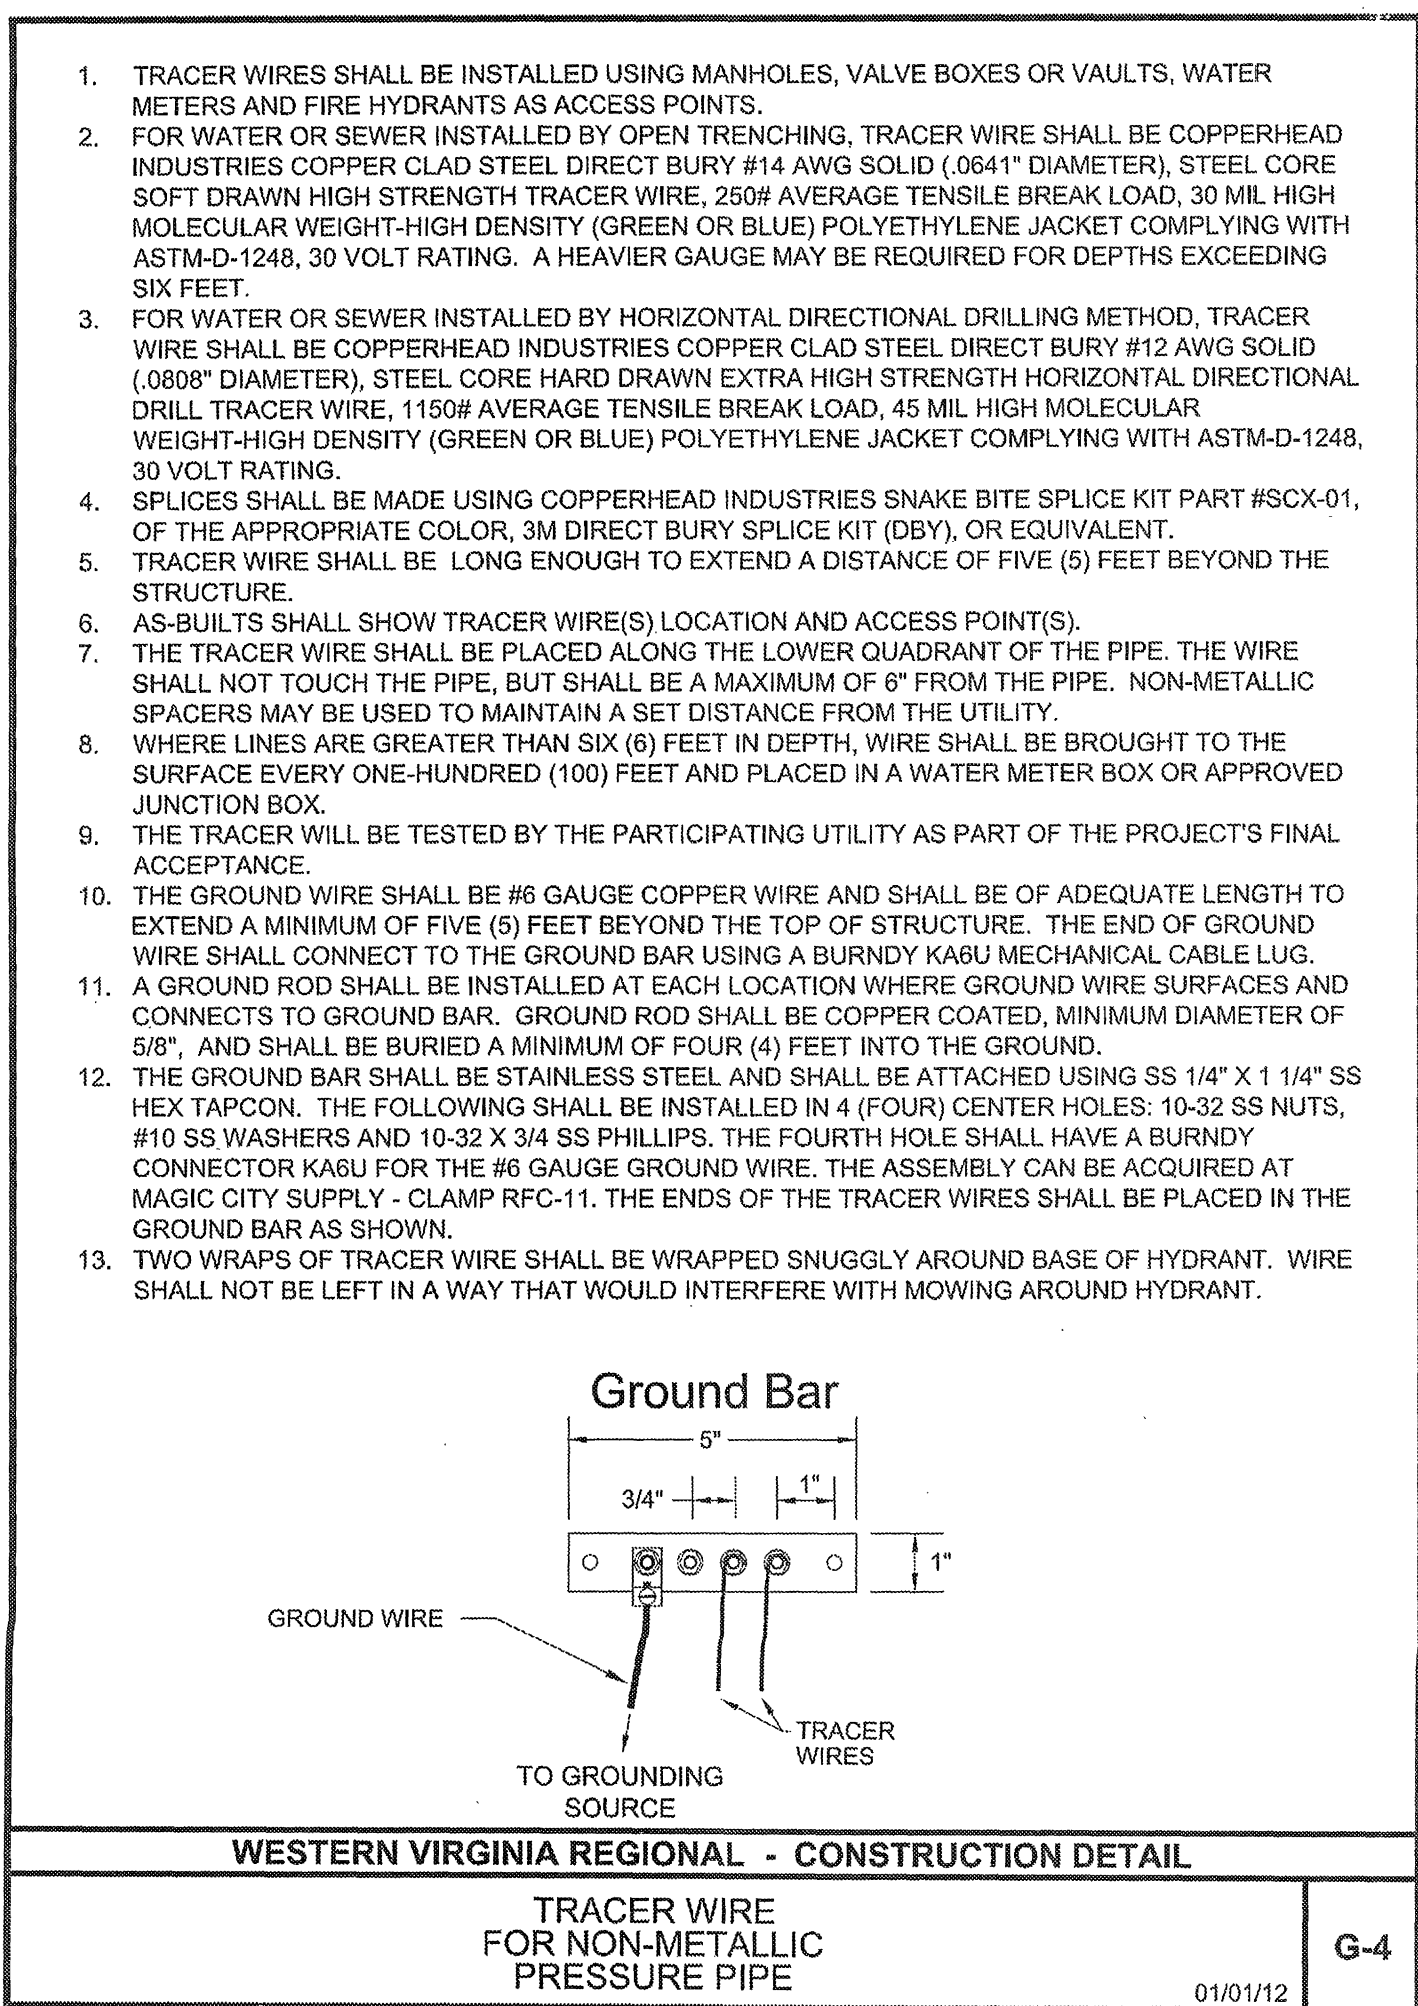 1. TRACER WIRES SHALL BE INSTALLED USING MANHOLES, VALVE BOXES OR VAULTS, WATER
METERS AND FIRE HYDRANTS AS ACCESS POINTS.
2. FOR WATER OR SEWER INSTALLED BY OPEN TRENCHING, TRACER WIRE SHALL BE COPPERHEAD
INDUSTRIES COPPER CLAD STEEL DIRECT BURY #14 AWG SOLID (.0641" DIAMETER), STEEL CORE
SOFT DRAWN HIGH STRENGTH TRACER WIRE, 250# AVERAGE TENSILE BREAK LOAD, 30 MIL HIGH
MOLECULAR WEIGHT-HIGH DENSITY (GREEN OR BLUE) POLYETHYLENE JACKET COMPLYING WITH
ASTM-D-1248, 30 VOLT RATING. A HEAVIER GAUGE MAY BE REQUIRED FOR DEPTHS EXCEEDING
SIX FEET.
3. FOR WATER OR SEWER INSTALLED BY HORIZONTAL DIRECTIONAL DRILLING METHOD, TRACER
WIRE SHALL BE COPPERHEAD INDUSTRIES COPPER CLAD STEEL DIRECT BURY #12 AWG SOLID
(.0808" DIAMETER), STEEL CORE HARD DRAWN EXTRA HIGH STRENGTH HORIZONTAL DIRECTIONAL
DRILL TRACER WIRE, 1150# AVERAGE TENSILE BREAK LOAD, 45 MIL HIGH MOLECULAR
WEIGHT-HIGH DENSITY (GREEN OR BLUE) POLYETHYLENE JACKET COMPLYING WITH ASTM-D-1248,
30 VOLT RATING.
4. SPLICES SHALL BE MADE USING COPPERHEAD INDUSTRIES SNAKE BITE SPLICE KIT PART #SCX-01,
OF THE APPROPRIATE COLOR, 3M DIRECT BURY SPLICE KIT (DBY), OR EQUIVALENT.
5. TRACER WIRE SHALL BE LONG ENOUGH TO EXTEND A DISTANCE OF FIVE (5) FEET BEYOND THE
STRUCTURE.
6. AS-BUILTS SHALL SHOW TRACER WIRE(S) LOCATION AND ACCESS POINT(S).
7. THE TRACER WIRE SHALL BE PLACED ALONG THE LOWER QUADRANT OF THE PIPE. THE WIRE
SHALL NOT TOUCH THE PIPE, BUT SHALL BE A MAXIMUM OF 6" FROM THE PIPE. NON-METALLIC
SPACERS MAY BE USED TO MAINTAIN A SET DISTANCE FROM THE UTILITY.
8. WHERE LINES ARE GREATER THAN SIX (6) FEET IN DEPTH, WIRE SHALL BE BROUGHT TO THE
SURFACE EVERY ONE-HUNDRED (100) FEET AND PLACED IN A WATER METER BOX OR APPROVED
JUNCTION BOX.
9. THE TRACER WILL BE TESTED BY THE PARTICIPATING UTILITY AS PART OF THE PROJECT'S FINAL
ACCEPTANCE.
10. THE GROUND WIRE SHALL BE #6 GAUGE COPPER WIRE AND SHALL BE OF ADEQUATE LENGTH TO
EXTEND A MINIMUM OF FIVE (5) FEET BEYOND THE TOP OF STRUCTURE. THE END OF GROUND
WIRE SHALL CONNECT TO THE GROUND BAR USING A BURNDY KA6U MECHANICAL CABLE LUG.
11. A GROUND ROD SHALL BE INSTALLED AT EACH LOCATION WHERE GROUND WIRE SURFACES AND
CONNECTS TO GROUND BAR. GROUND ROD SHALL BE COPPER COATED, MINIMUM DIAMETER OF
5/8", AND SHALL BE BURIED A MINIMUM OF FOUR (4) FEET INTO THE GROUND.
12. THE GROUND BAR SHALL BE STAINLESS STEEL AND SHALL BE ATTACHED USING SS 1/4" X 1 1/4" SS
HEX TAPCON. THE FOLLOWING SHALL BE INSTALLED IN 4 (FOUR) CENTER HOLES: 10-32 SS NUTS,
#10 SS WASHERS AND 10-32 X 3/4 SS PHILLIPS. THE FOURTH HOLE SHALL HAVE A BURNDY
CONNECTOR KA6U FOR THE #6 GAUGE GROUND WIRE. THE ASSEMBLY CAN BE ACQUIRED AT
MAGIC CITY SUPPLY - CLAMP RFC-11. THE ENDS OF THE TRACER WIRES SHALL BE PLACED IN THE
GROUND BAR AS SHOWN.
13. TWO WRAPS OF TRACER WIRE SHALL BE WRAPPED SNUGGLY AROUND BASE OF HYDRANT. WIRE
SHALL NOT BE LEFT IN A WAY THAT WOULD INTERFERE WITH MOWING AROUND HYDRANT.
Ground Bar
5"
3/4"
1"
1"
GROUND WIRE
TRACER
WIRES
TO GROUNDING
SOURCE
WESTERN VIRGINIA REGIONAL - CONSTRUCTION DETAIL
TRACER WIRE
FOR NON-METALLIC
PRESSURE PIPE
G-4
01/01/12